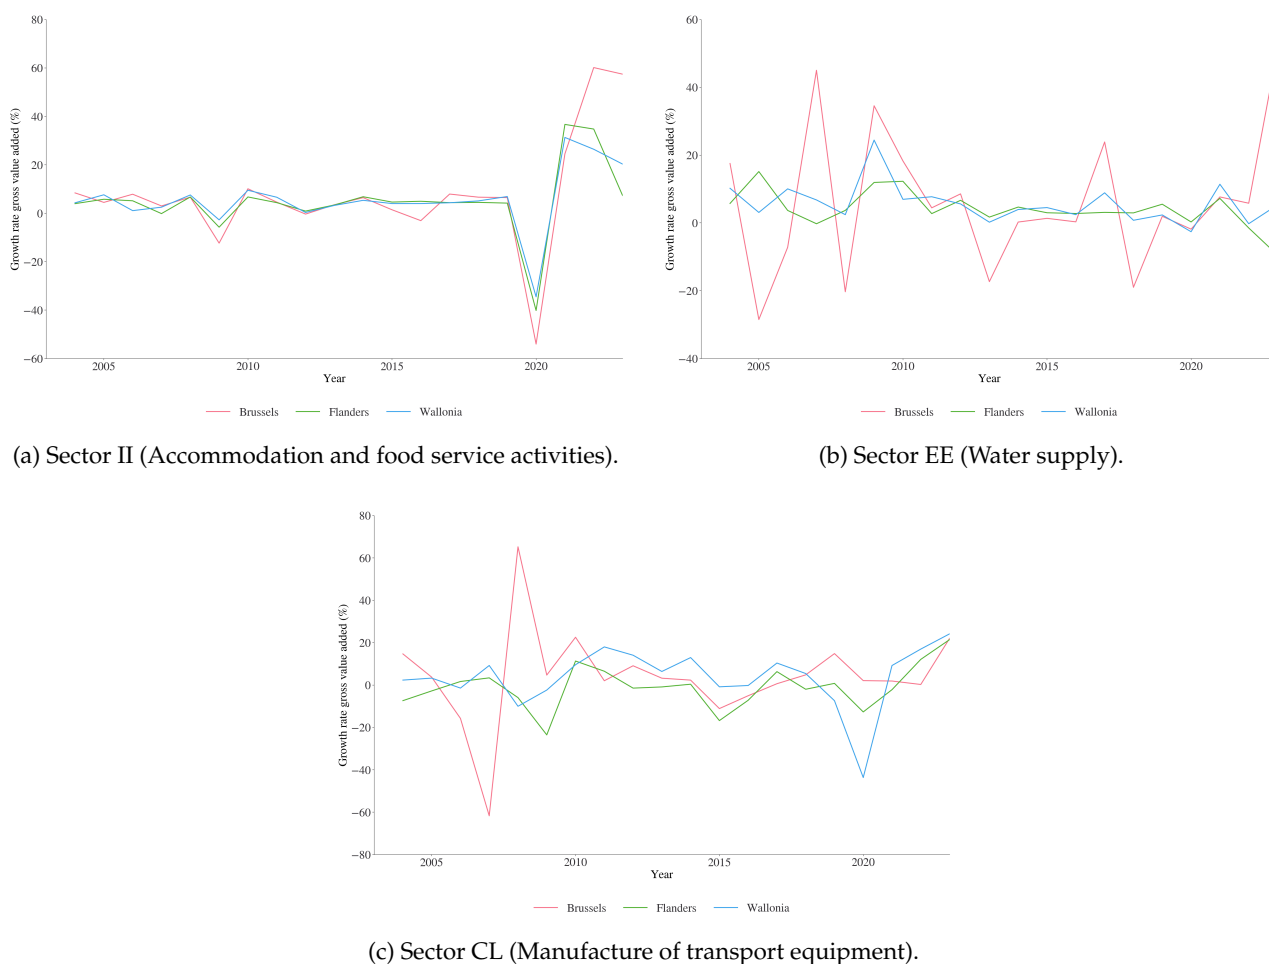 80
60
40
20
0
−20
−40
−60
Growth rate gross value added (%)
2005 2010 2015 2020
Year
Brussels Flanders Wallonia
(a) Sector II (Accommodation and food service activities).
60
40
20
0
−20
−40
Growth rate gross value added (%)
2005 2010 2015 2020
Year
Brussels Flanders Wallonia
(b) Sector EE (Water supply).
80
60
40
20
0
−20
−40
−60
−80
Growth rate gross value added (%)
2005 2010 2015 2020
Year
Brussels Flanders Wallonia
(c) Sector CL (Manufacture of transport equipment).